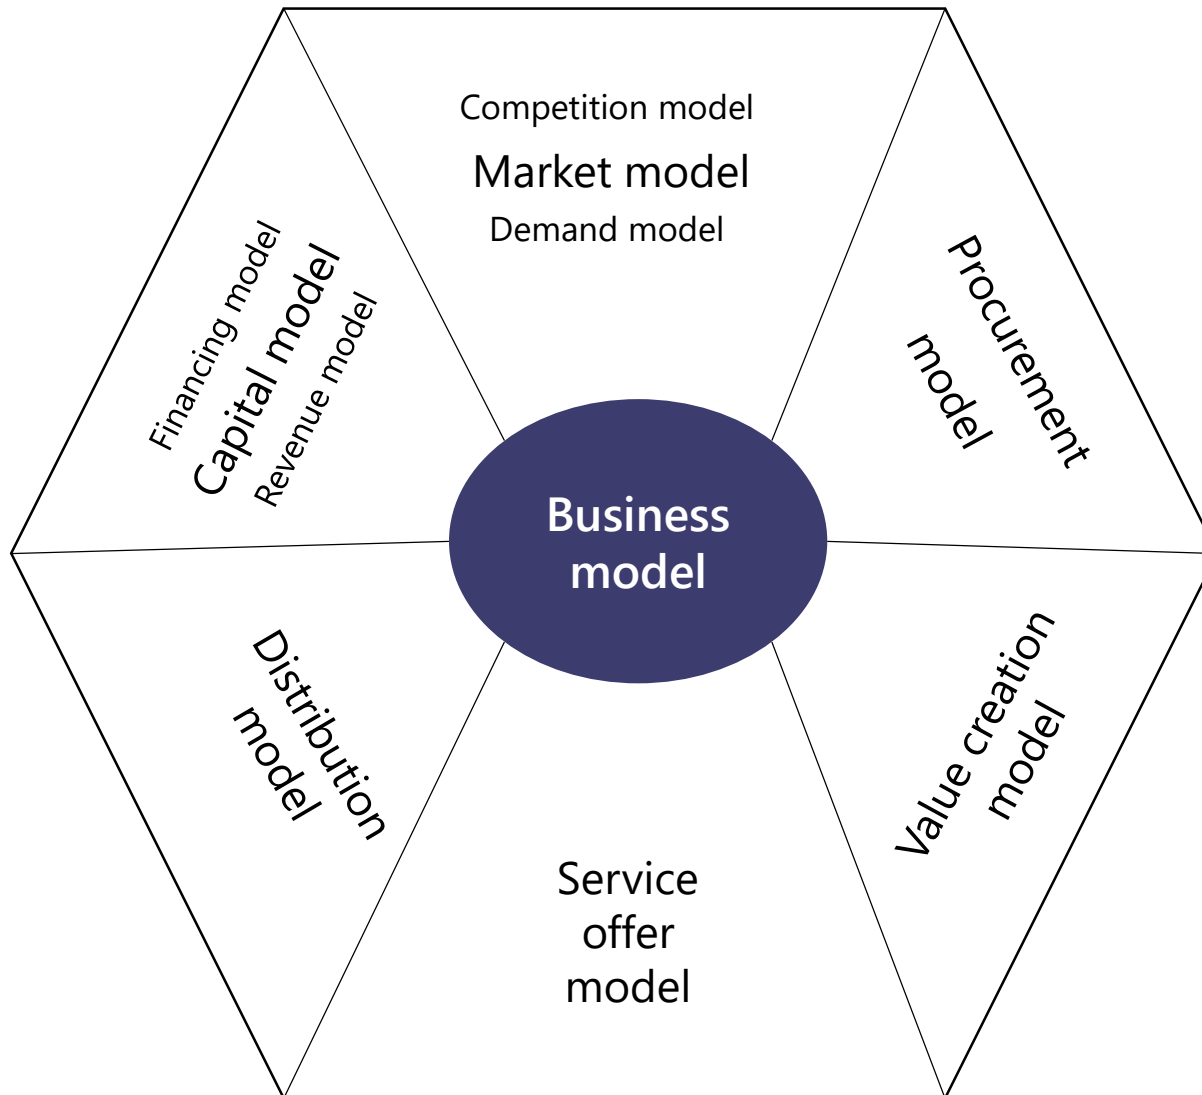 Competition model
Market model
Demand model
Financing model
Capital model
Revenue model
Procurement
model
Business
model
Distribution
model
Value creation
model
Service
offer
model